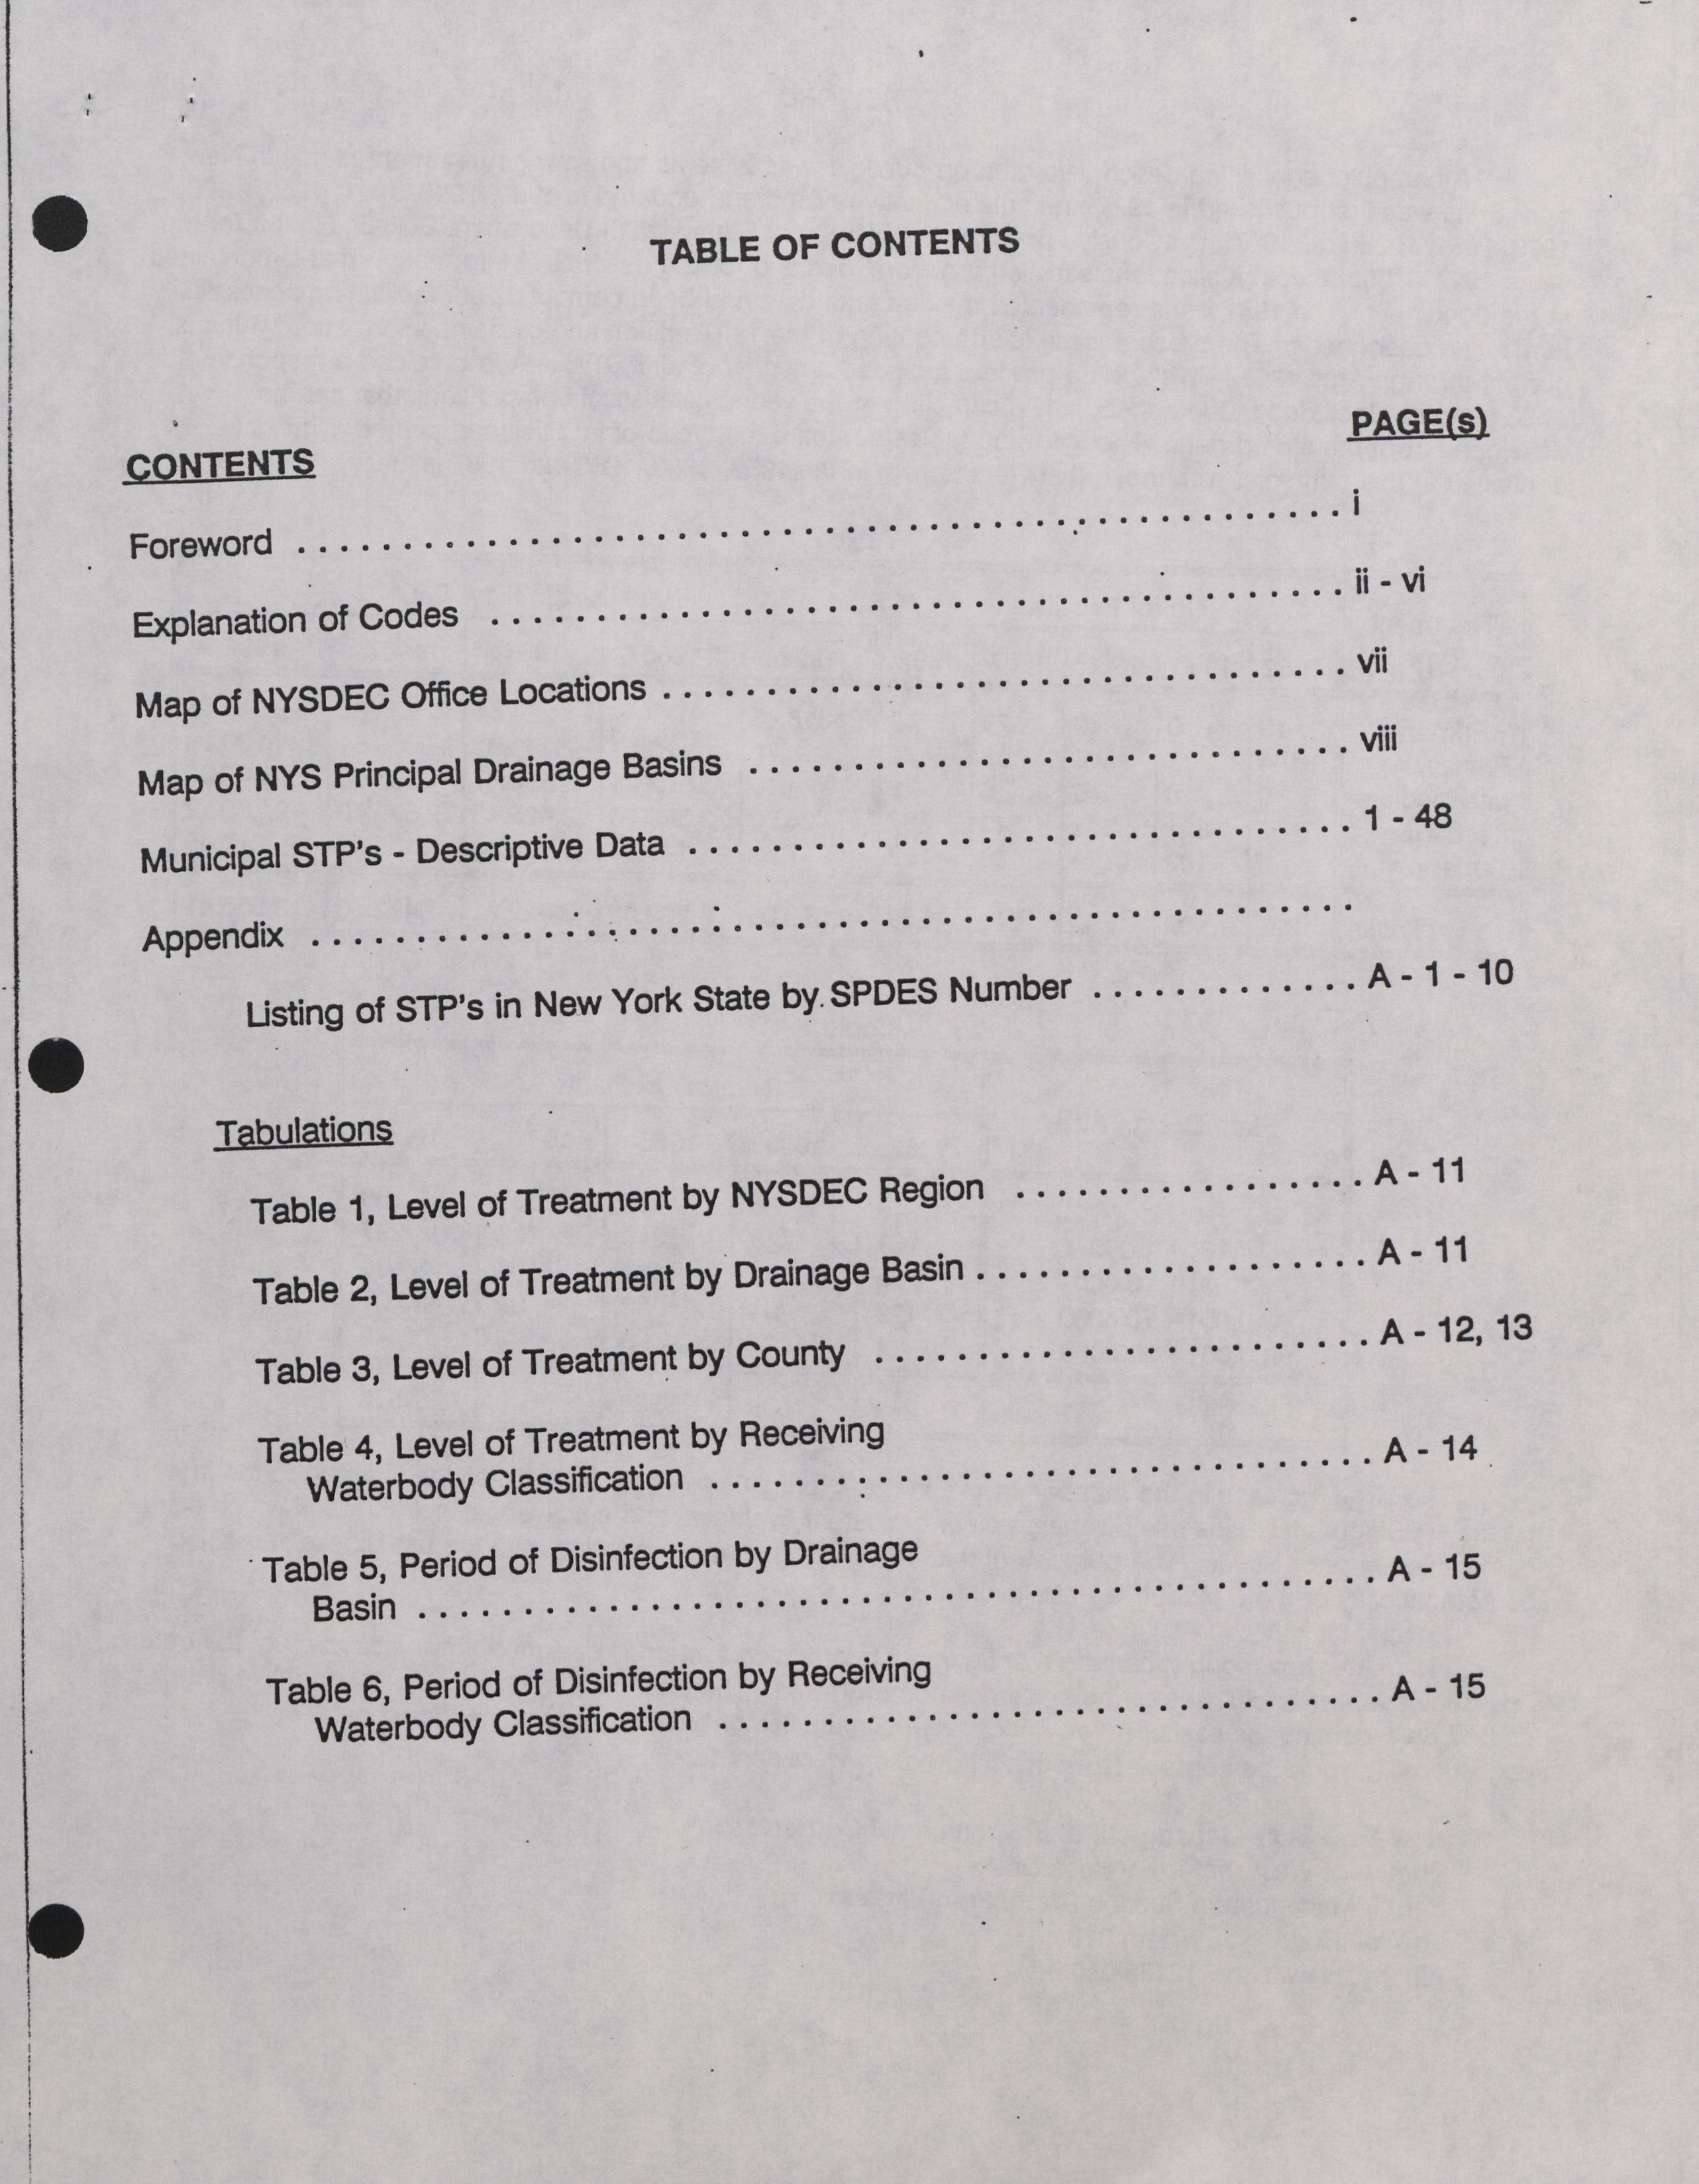 TABLE OF CONTENTS
PAGE(s)
CONTENTS
Foreword .................................................. i
Explanation of Codes ......................................... ii - vi
Map of NYSDEC Office Locations ................................. vii
Map of NYS Principal Drainage Basins ............................. viii
Municipal STP's - Descriptive Data ................................ 1 - 48
Appendix ..................................................
Listing of STP's in New York State by SPDES Number ............. A - 1 - 10
Tabulations
Table 1, Level of Treatment by NYSDEC Region ................. A - 11
Table 2, Level of Treatment by Drainage Basin ................... A - 11
Table 3, Level of Treatment by County ........................ A - 12, 13
Table 4, Level of Treatment by Receiving
Waterbody Classification ................................ A - 14
Table 5, Period of Disinfection by Drainage
Basin .............................................. A - 15
Table 6, Period of Disinfection by Receiving
Waterbody Classification ................................ A - 15